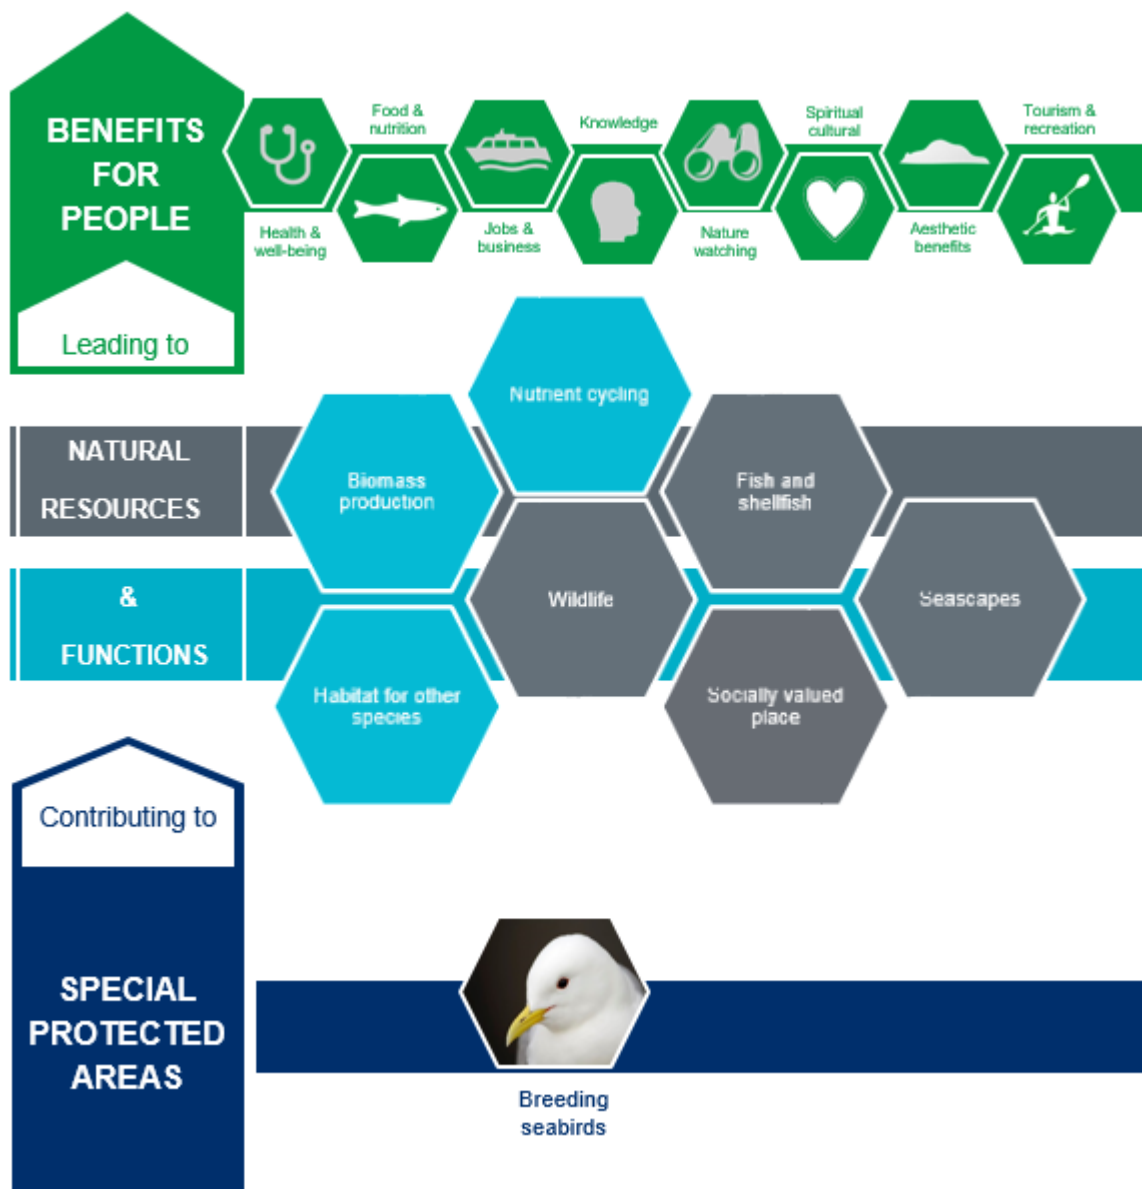 BENEFITS
FOR
PEOPLE
Leading to
Health &
well-being
Food &
nutrition
Jobs &
business
Knowledge
Nature
watching
Spiritual
cultural
Aesthetic
benefits
Tourism &
recreation
NATURAL
RESOURCES
&
FUNCTIONS
Nutrient cycling
Biomass
production
Fish and
shellfish
Wildlife
Seascapes
Habitat for other
species
Socially valued
place
Contributing to
SPECIAL
PROTECTED
AREAS
Breeding
seabirds